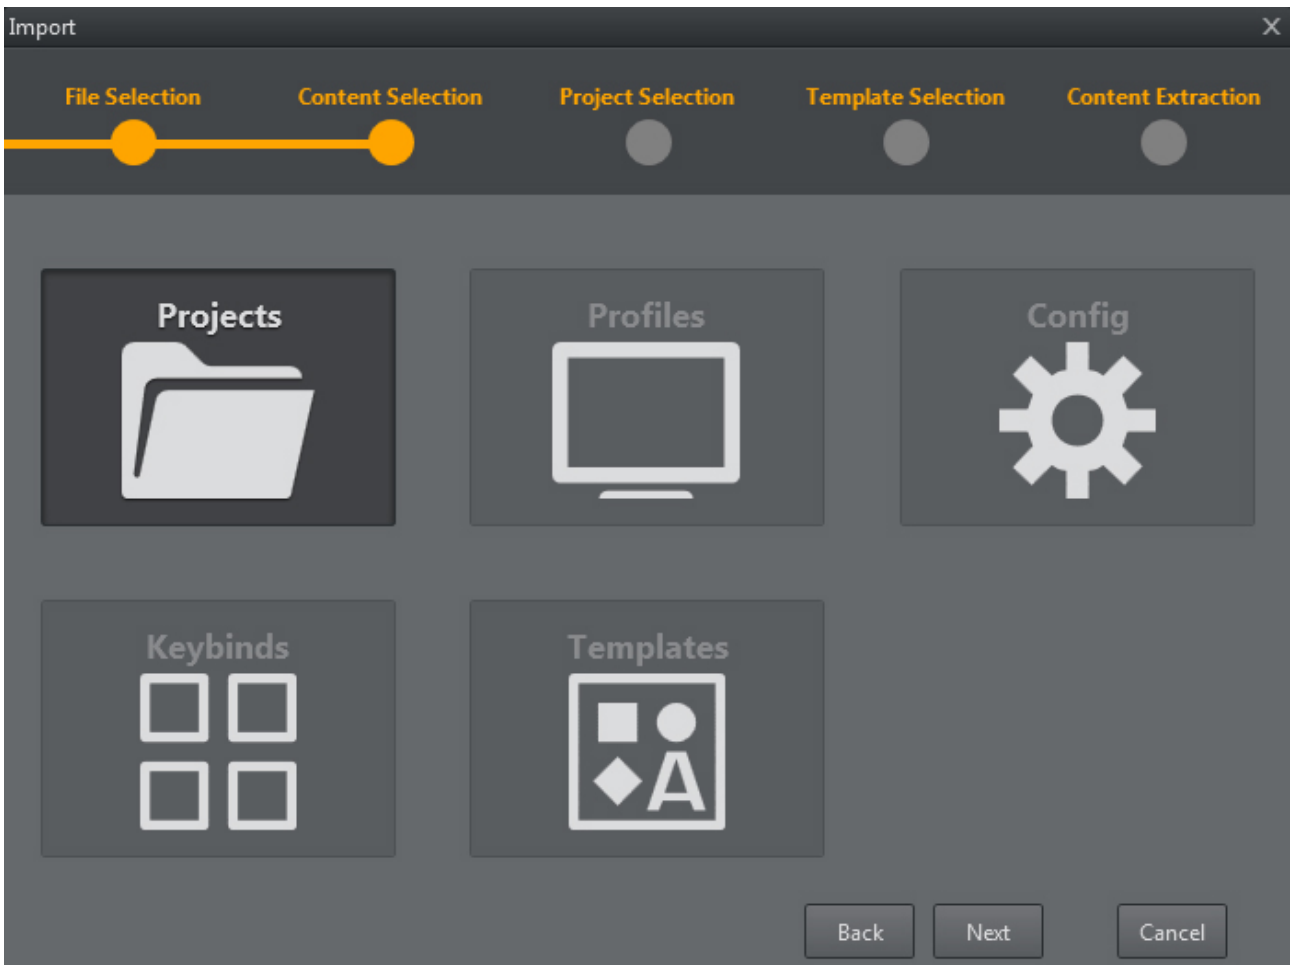 Import X
File Selection Content Selection Project Selection Template Selection Content Extraction
Projects Profiles Config
Keybinds Templates
A
Back Next Cancel